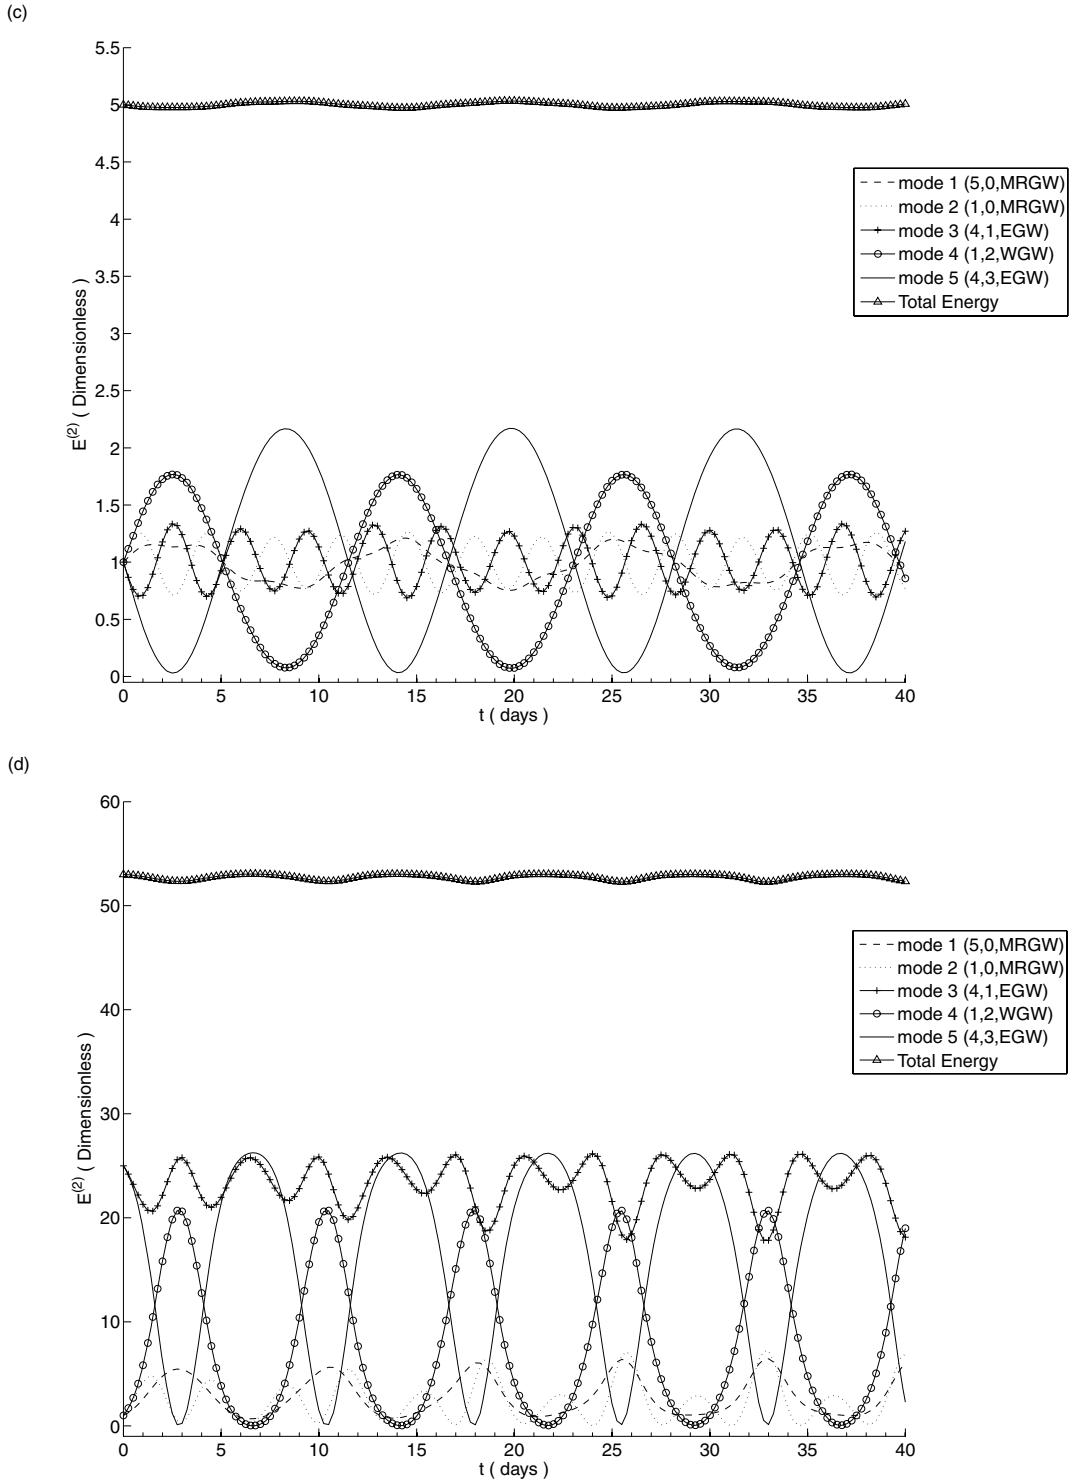 (c)
5.5
5
4.5
4
3.5
3
2.5
2
1.5
1
0.5
0
E(2) ( Dimensionless )
0 5 10 15 20 25 30 35 40
t ( days )
mode 1 (5,0,MRGW)
mode 2 (1,0,MRGW)
mode 3 (4,1,EGW)
mode 4 (1,2,WGW)
mode 5 (4,3,EGW)
Total Energy
(d)
60
50
40
30
20
10
0
E(2) ( Dimensionless )
0 5 10 15 20 25 30 35 40
t ( days )
mode 1 (5,0,MRGW)
mode 2 (1,0,MRGW)
mode 3 (4,1,EGW)
mode 4 (1,2,WGW)
mode 5 (4,3,EGW)
Total Energy